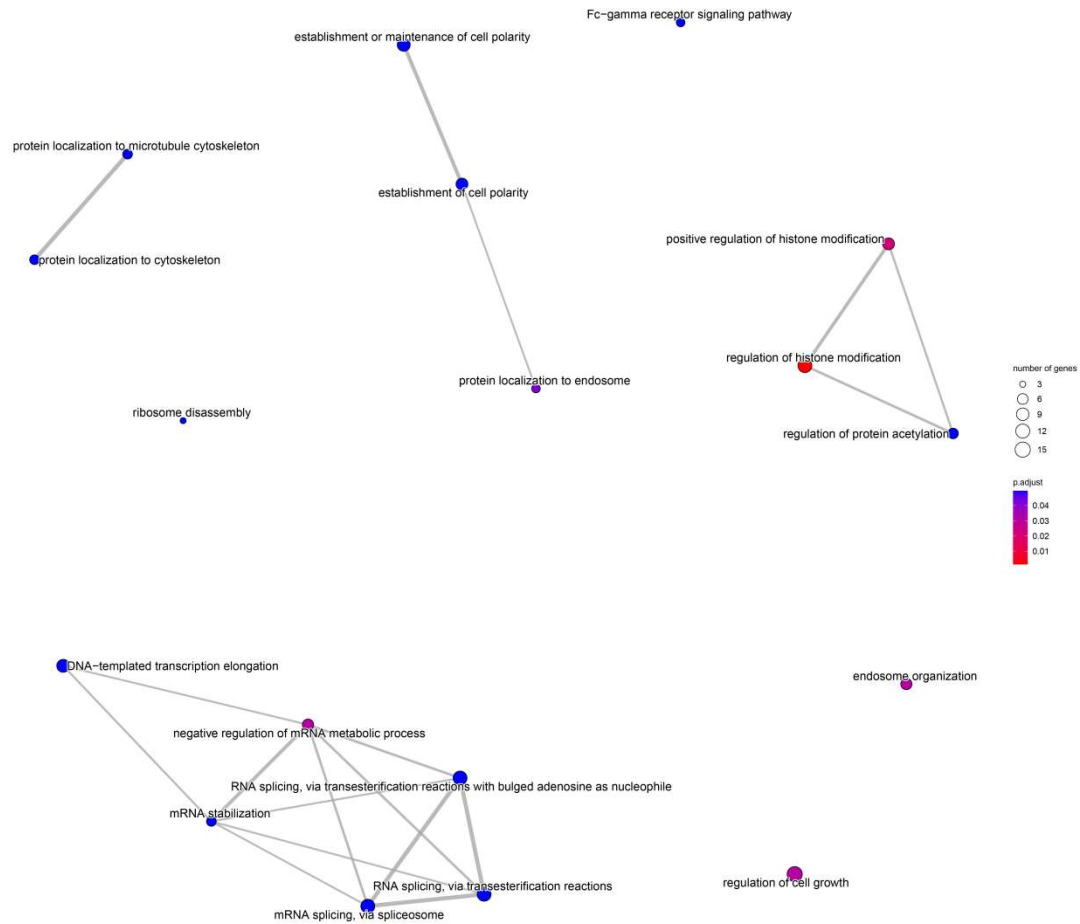 Fc−gamma receptor signaling pathway
establishment or maintenance of cell polarity
protein localization to microtubule cytoskeleton
establishment of cell polarity
positive regulation of histone modification
protein localization to cytoskeleton
regulation of histone modification
protein localization to endosome
ribosome disassembly
regulation of protein acetylation
number of genes
3
6
9
12
15
p.adjust
0.04
0.03
0.02
0.01
DNA−templated transcription elongation
endosome organization
negative regulation of mRNA metabolic process
RNA splicing, via transesterification reactions with bulged adenosine as nucleophile
mRNA stabilization
RNA splicing, via transesterification reactions
regulation of cell growth
mRNA splicing, via spliceosome